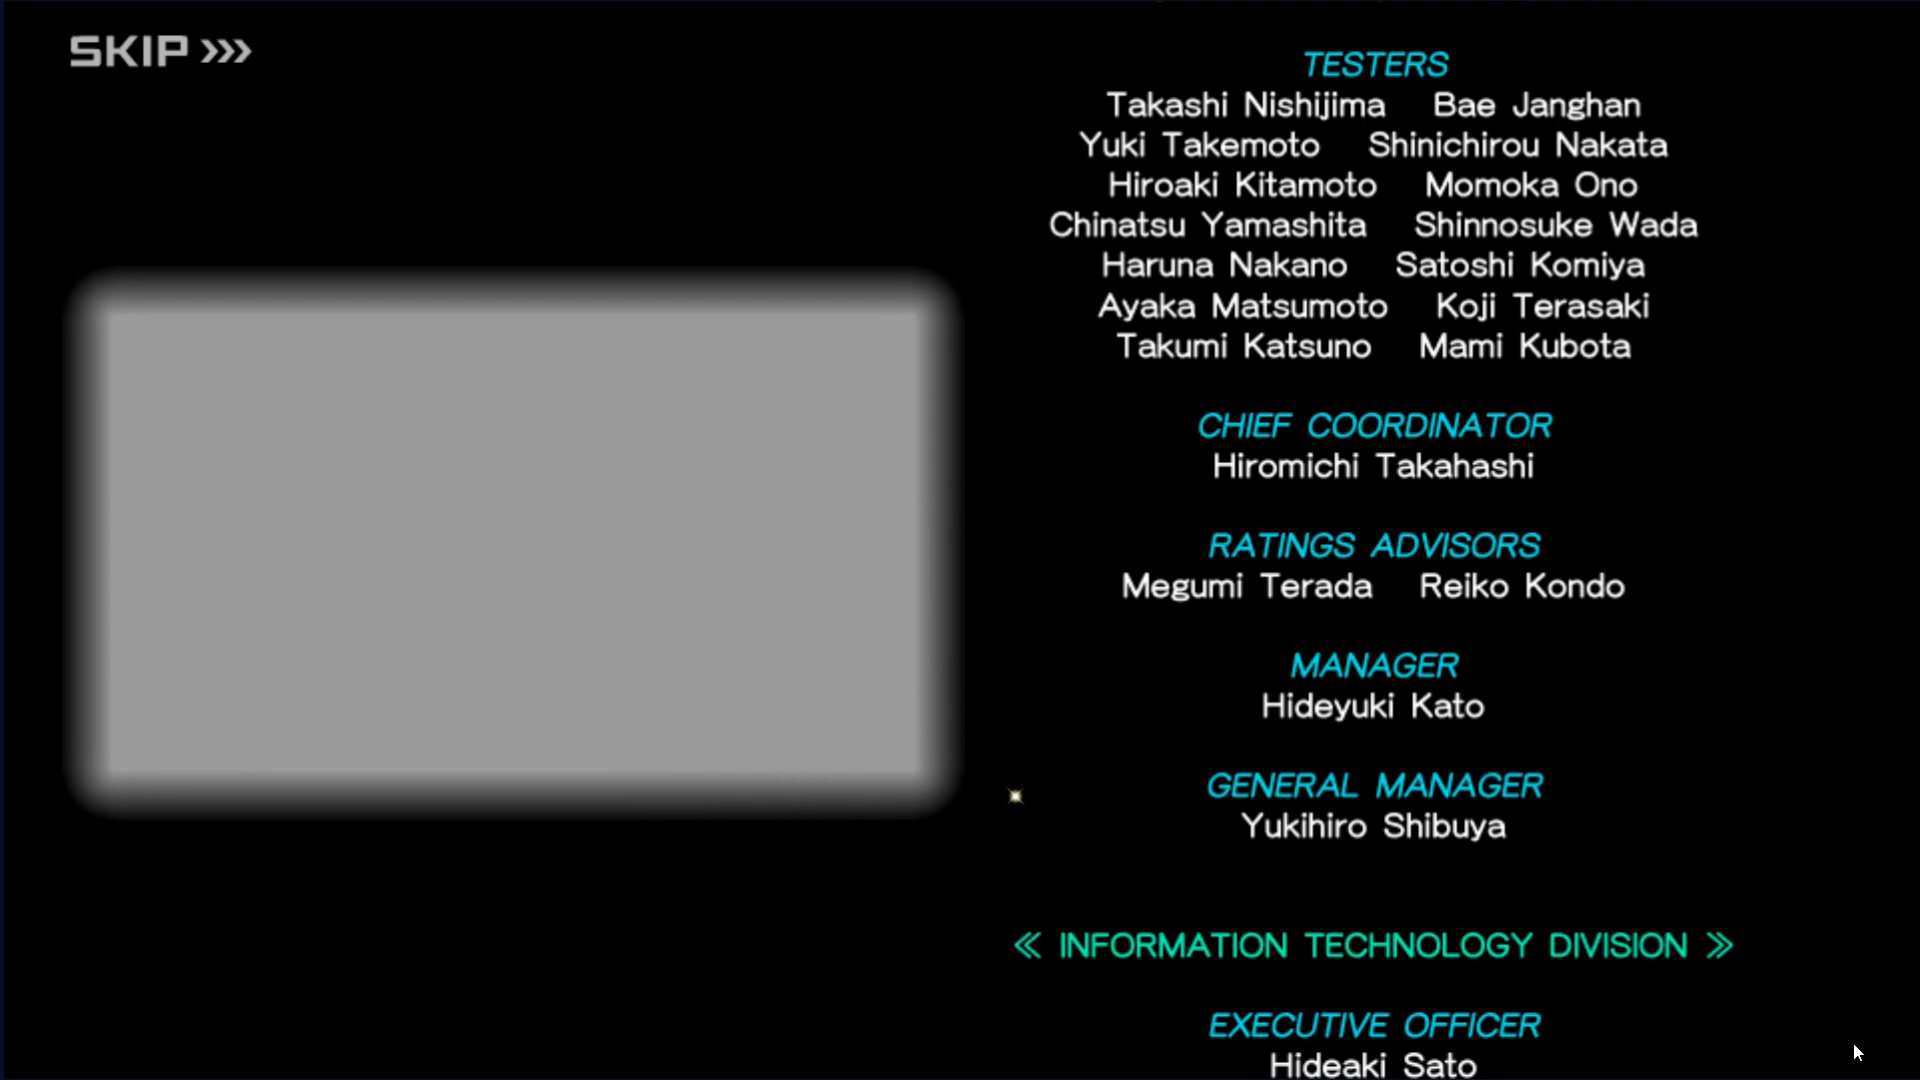 SKIP >>>
TESTERS
Takashi Nishijima Bae Janghan
Yuki Takemoto Shinichirou Nakata
Hiroaki Kitamoto Momoka Ono
Chinatsu Yamashita Shinnosuke Wada
Haruna Nakano Satoshi Komiya
Ayaka Matsumoto Koji Terasaki
Takumi Katsuno Mami Kubota
CHIEF COORDINATOR
Hiromichi Takahashi
RATINGS ADVISORS
Megumi Terada Reiko Kondo
MANAGER
Hideyuki Kato
GENERAL MANAGER
Yukihiro Shibuya
≪ INFORMATION TECHNOLOGY DIVISION ≫
EXECUTIVE OFFICER
Hideaki Sato